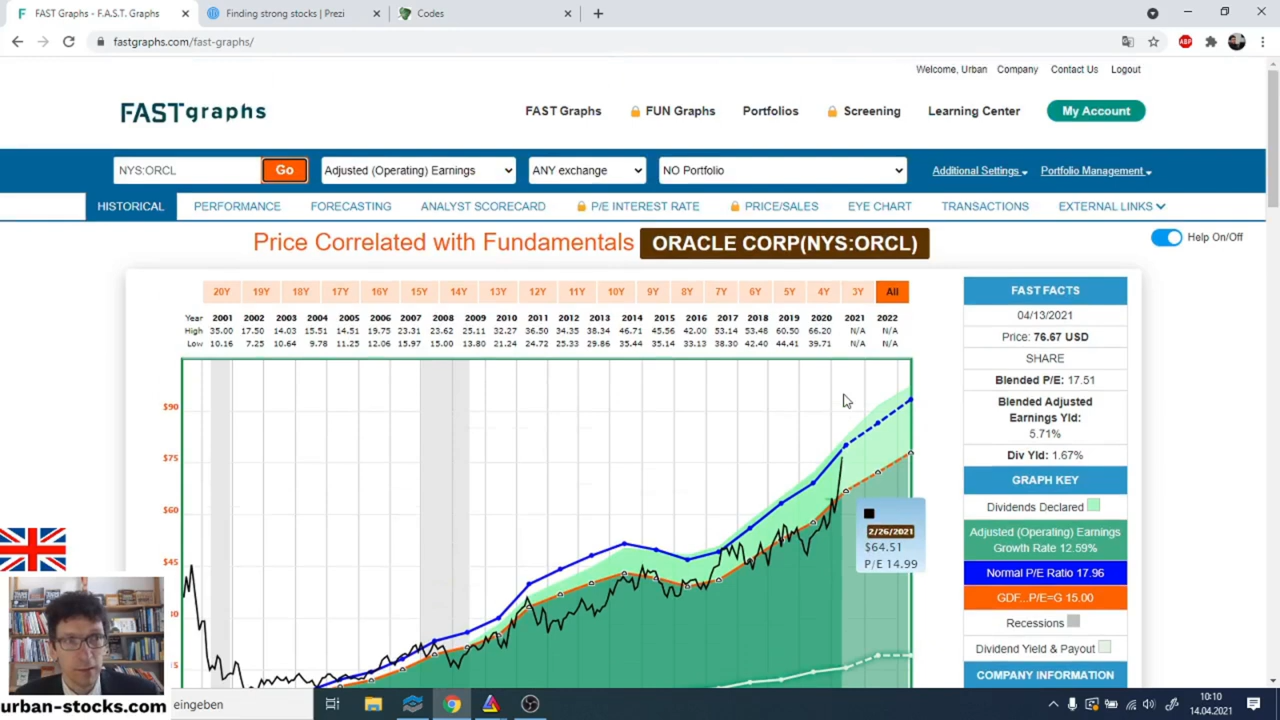 FAST Graphs - F.A.S.T. Graphs
Finding strong stocks | Prezi
Codes
fastgraphs.com/fast-graphs/
ABP
Welcome, Urban Company Contact Us Logout
FASTgraphs
FAST Graphs FUN Graphs Portfolios Screening Learning Center My Account
NYS:ORCL Go Adjusted (Operating) Earnings ANY exchange NO Portfolio Additional Settings Portfolio Management
HISTORICAL PERFORMANCE FORECASTING ANALYST SCORECARD P/E INTEREST RATE PRICE/SALES EYE CHART TRANSACTIONS EXTERNAL LINKS
Price Correlated with Fundamentals ORACLE CORP(NYS:ORCL)
Help On/Off
20Y 19Y 18Y 17Y 16Y 15Y 14Y 13Y 12Y 11Y 10Y 9Y 8Y 7Y 6Y 5Y 4Y 3Y All
Year 2001 2002 2003 2004 2005 2006 2007 2008 2009 2010 2011 2012 2013 2014 2015 2016 2017 2018 2019 2020 2021 2022
High 35.00 17.50 14.03 15.51 14.51 19.75 23.31 23.62 25.11 32.27 36.50 34.35 38.34 46.71 45.56 42.00 53.14 53.48 60.50 66.20 N/A N/A
Low 10.16 7.25 10.64 9.78 11.25 12.06 15.97 15.00 13.80 21.24 24.72 25.33 29.86 35.44 35.14 33.13 38.30 42.40 44.41 39.71 N/A N/A
$90
$75
$60
$45
2/26/2021
$64.51
P/E 14.99
FAST FACTS
04/13/2021
Price: 76.67 USD
SHARE
Blended P/E: 17.51
Blended Adjusted
Earnings Yld:
5.71%
Div Yld: 1.67%
GRAPH KEY
Dividends Declared
Adjusted (Operating) Earnings
Growth Rate 12.59%
Normal P/E Ratio 17.96
GDF...P/E=G 15.00
Recessions
Dividend Yield & Payout
COMPANY INFORMATION
urban-stocks.com
eingeben
10:10
14.04.2021